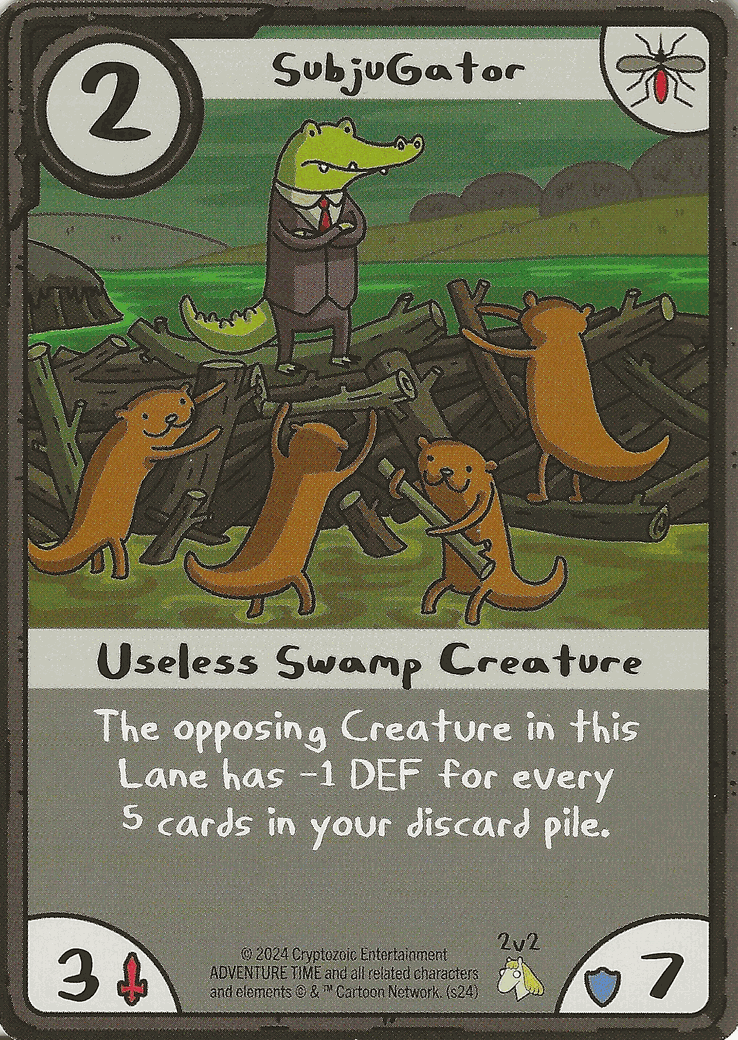 2
SubjuGator
Useless Swamp Creature
The opposing Creature in this
Lane has -1 DEF for every
5 cards in your discard pile.
3
© 2024 Cryptozoic Entertainment
ADVENTURE TIME and all related characters
and elements © & ™ Cartoon Network. (s24)
2v2
7